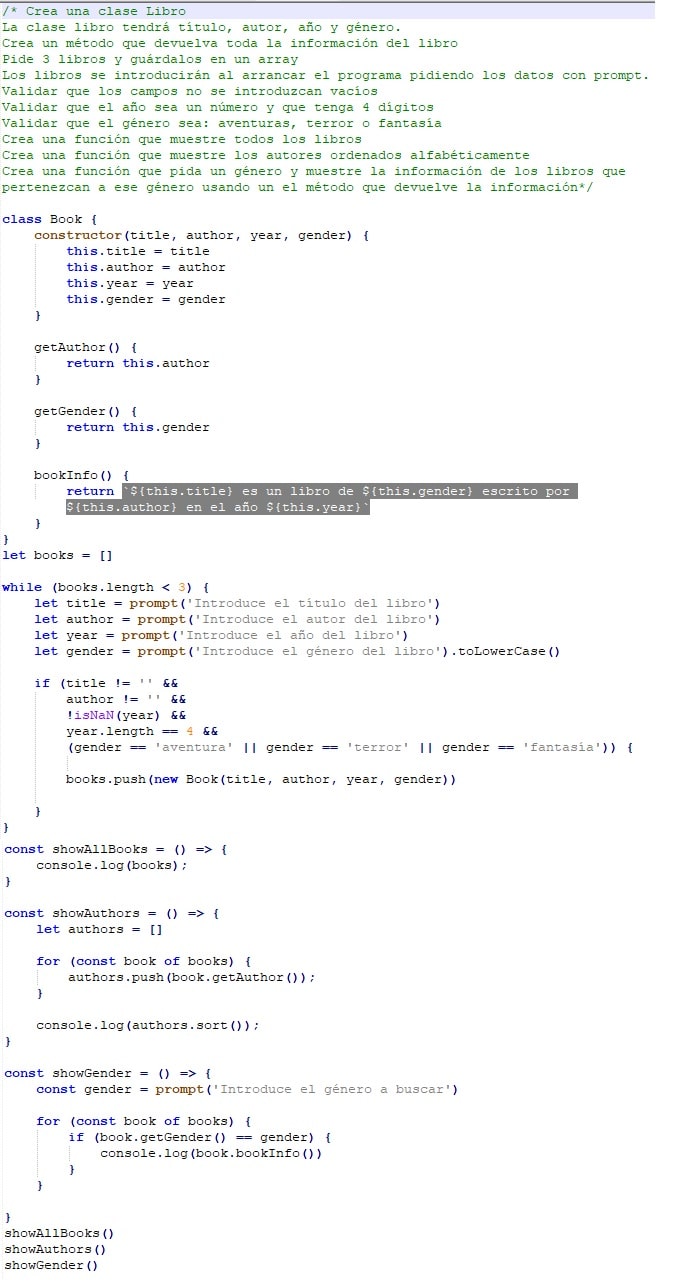 /* Crea una clase Libro
La clase libro tendrá título, autor, año y género.
Crea un método que devuelva toda la información del libro
Pide 3 libros y guárdalos en un array
Los libros se introducirán al arrancar el programa pidiendo los datos con prompt.
Validar que los campos no se introduzcan vacíos
Validar que el año sea un número y que tenga 4 dígitos
Validar que el género sea: aventuras, terror o fantasía
Crea una función que muestre todos los libros
Crea una función que muestre los autores ordenados alfabéticamente
Crea una función que pida un género y muestre la información de los libros que
pertenezcan a ese género usando un el método que devuelve la información*/

class Book {
    constructor(title, author, year, gender) {
        this.title = title
        this.author = author
        this.year = year
        this.gender = gender
    }

    getAuthor() {
        return this.author
    }

    getGender() {
        return this.gender
    }

    bookInfo() {
        return `${this.title} es un libro de ${this.gender} escrito por
        ${this.author} en el año ${this.year}`
    }
}
let books = []

while (books.length < 3) {
    let title = prompt('Introduce el título del libro')
    let author = prompt('Introduce el autor del libro')
    let year = prompt('Introduce el año del libro')
    let gender = prompt('Introduce el género del libro').toLowerCase()

    if (title != '' &&
        author != '' &&
        !isNaN(year) &&
        year.length == 4 &&
        (gender == 'aventura' || gender == 'terror' || gender == 'fantasía')) {

        books.push(new Book(title, author, year, gender))

    }
}
const showAllBooks = () => {
    console.log(books);
}

const showAuthors = () => {
    let authors = []

    for (const book of books) {
        authors.push(book.getAuthor());
    }

    console.log(authors.sort());
}

const showGender = () => {
    const gender = prompt('Introduce el género a buscar')

    for (const book of books) {
        if (book.getGender() == gender) {
            console.log(book.bookInfo())
        }
    }

}
showAllBooks()
showAuthors()
showGender()